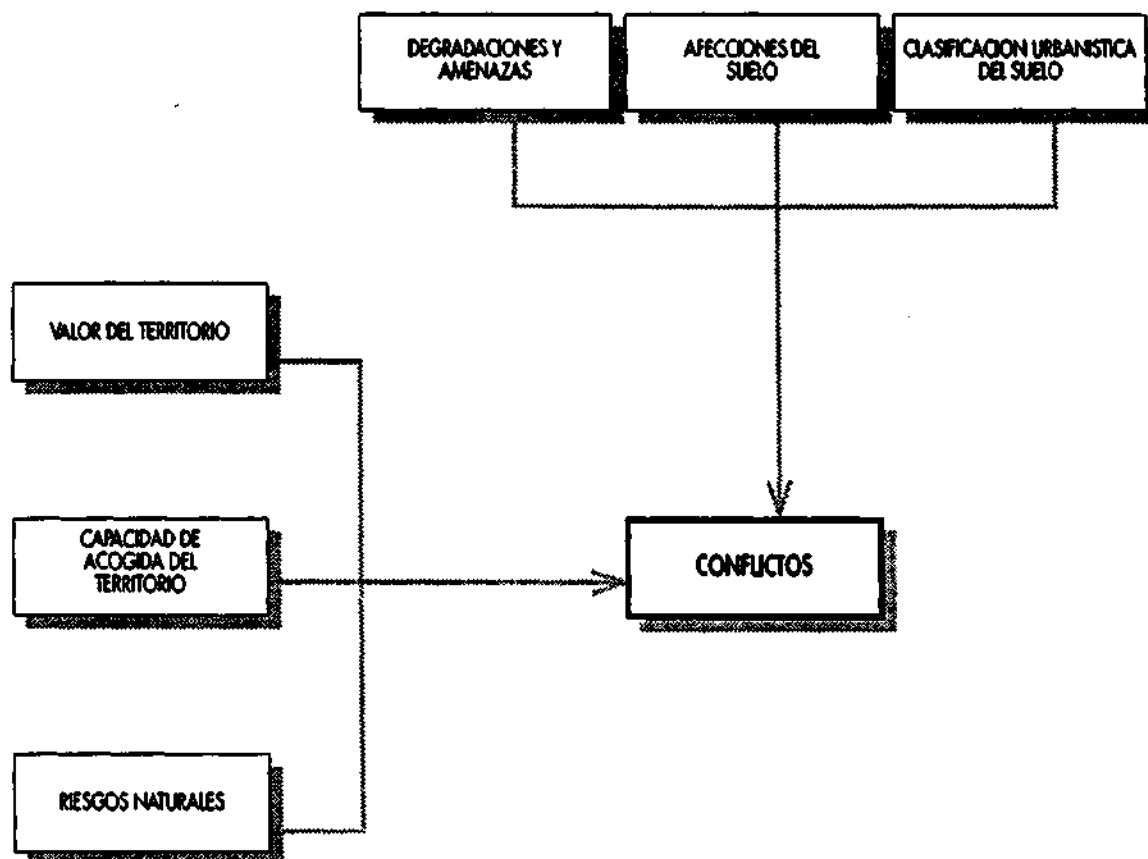 DEGRADACIONES Y
AMENAZAS
AFECCIONES DEL
SUELO
CLASIFICACION URBANISTICA
DEL SUELO
VALOR DEL TERRITORIO
CAPACIDAD DE
ACOGIDA DEL
TERRITORIO
CONFLICTOS
RIESGOS NATURALES